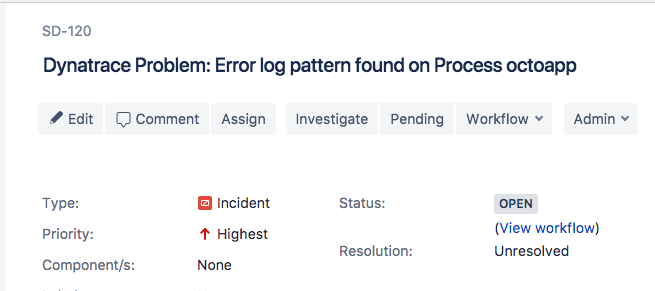 SD-120
Dynatrace Problem: Error log pattern found on Process octoapp
Edit Comment Assign Investigate Pending Workflow Admin
Type: Incident Status: OPEN
(View workflow)
Priority: Highest
Resolution: Unresolved
Component/s: None